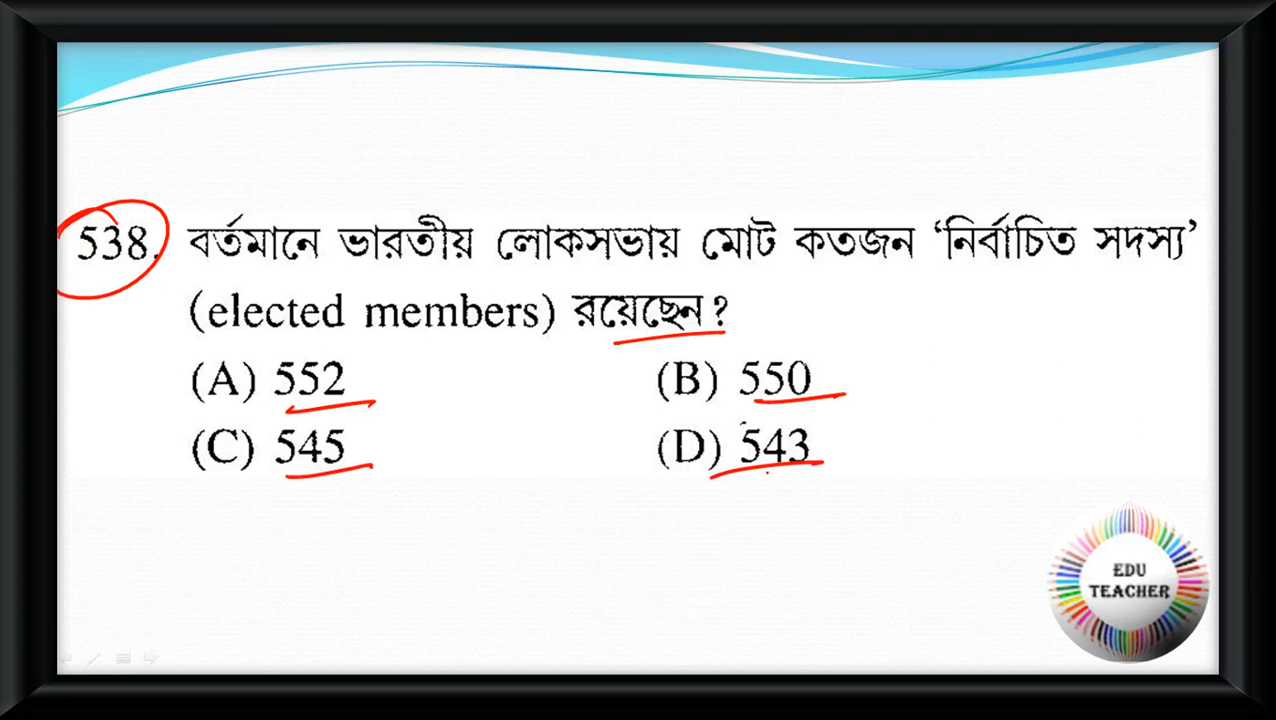 538. বর্তমানে ভারতীয় লোকসভায় মোট কতজন ‘নির্বাচিত সদস্য’
(elected members) রয়েছেন?
(A) 552 (B) 550
(C) 545 (D) 543
EDU
TEACHER